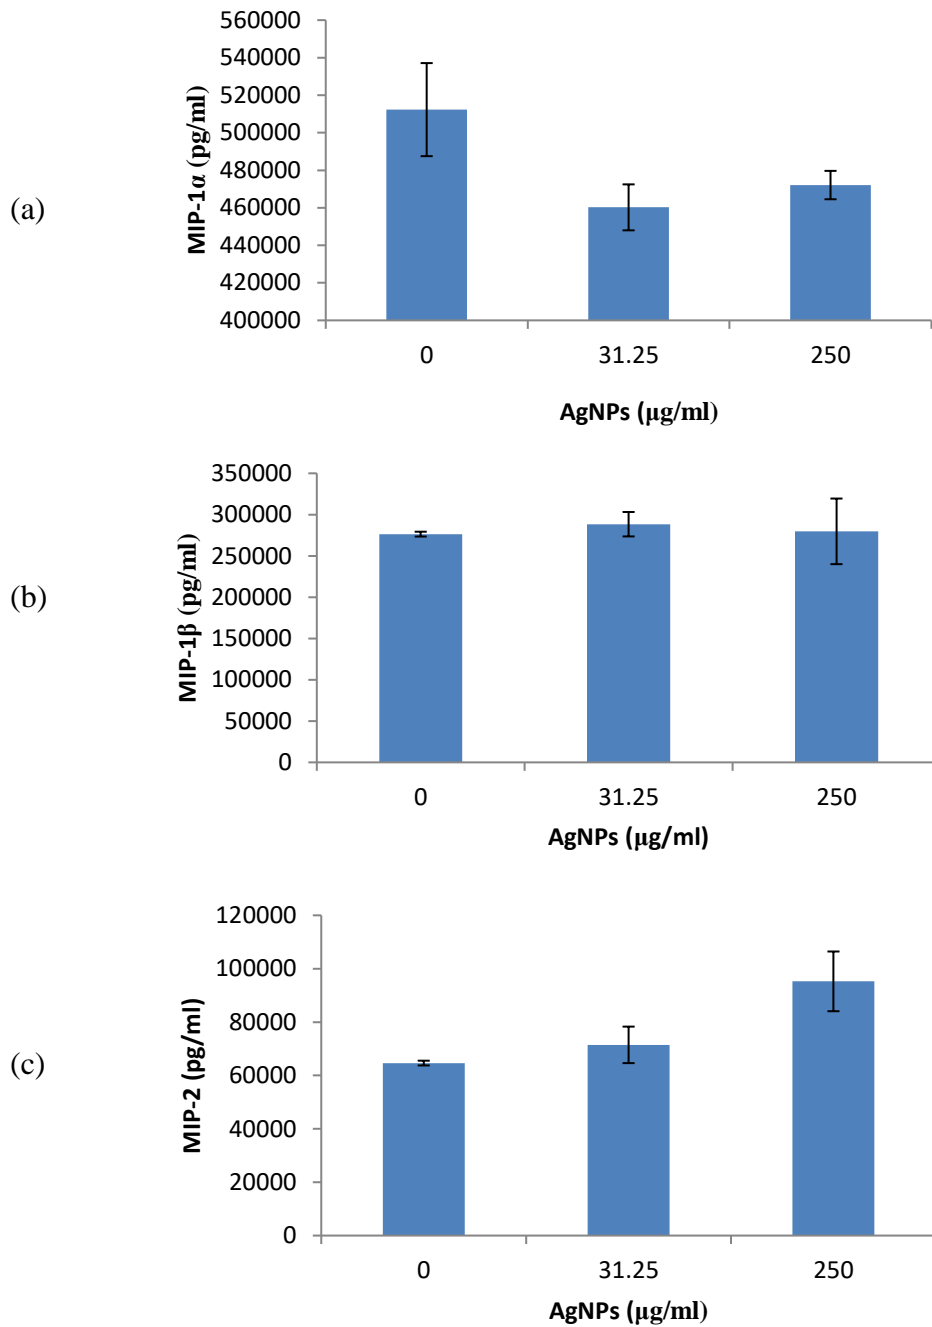 (a)
MIP-1α (pg/ml)
560000
540000
520000
500000
480000
460000
440000
420000
400000
0 31.25 250
AgNPs (µg/ml)
(b)
MIP-1β (pg/ml)
350000
300000
250000
200000
150000
100000
50000
0
0 31.25 250
AgNPs (µg/ml)
(c)
MIP-2 (pg/ml)
120000
100000
80000
60000
40000
20000
0
0 31.25 250
AgNPs (µg/ml)